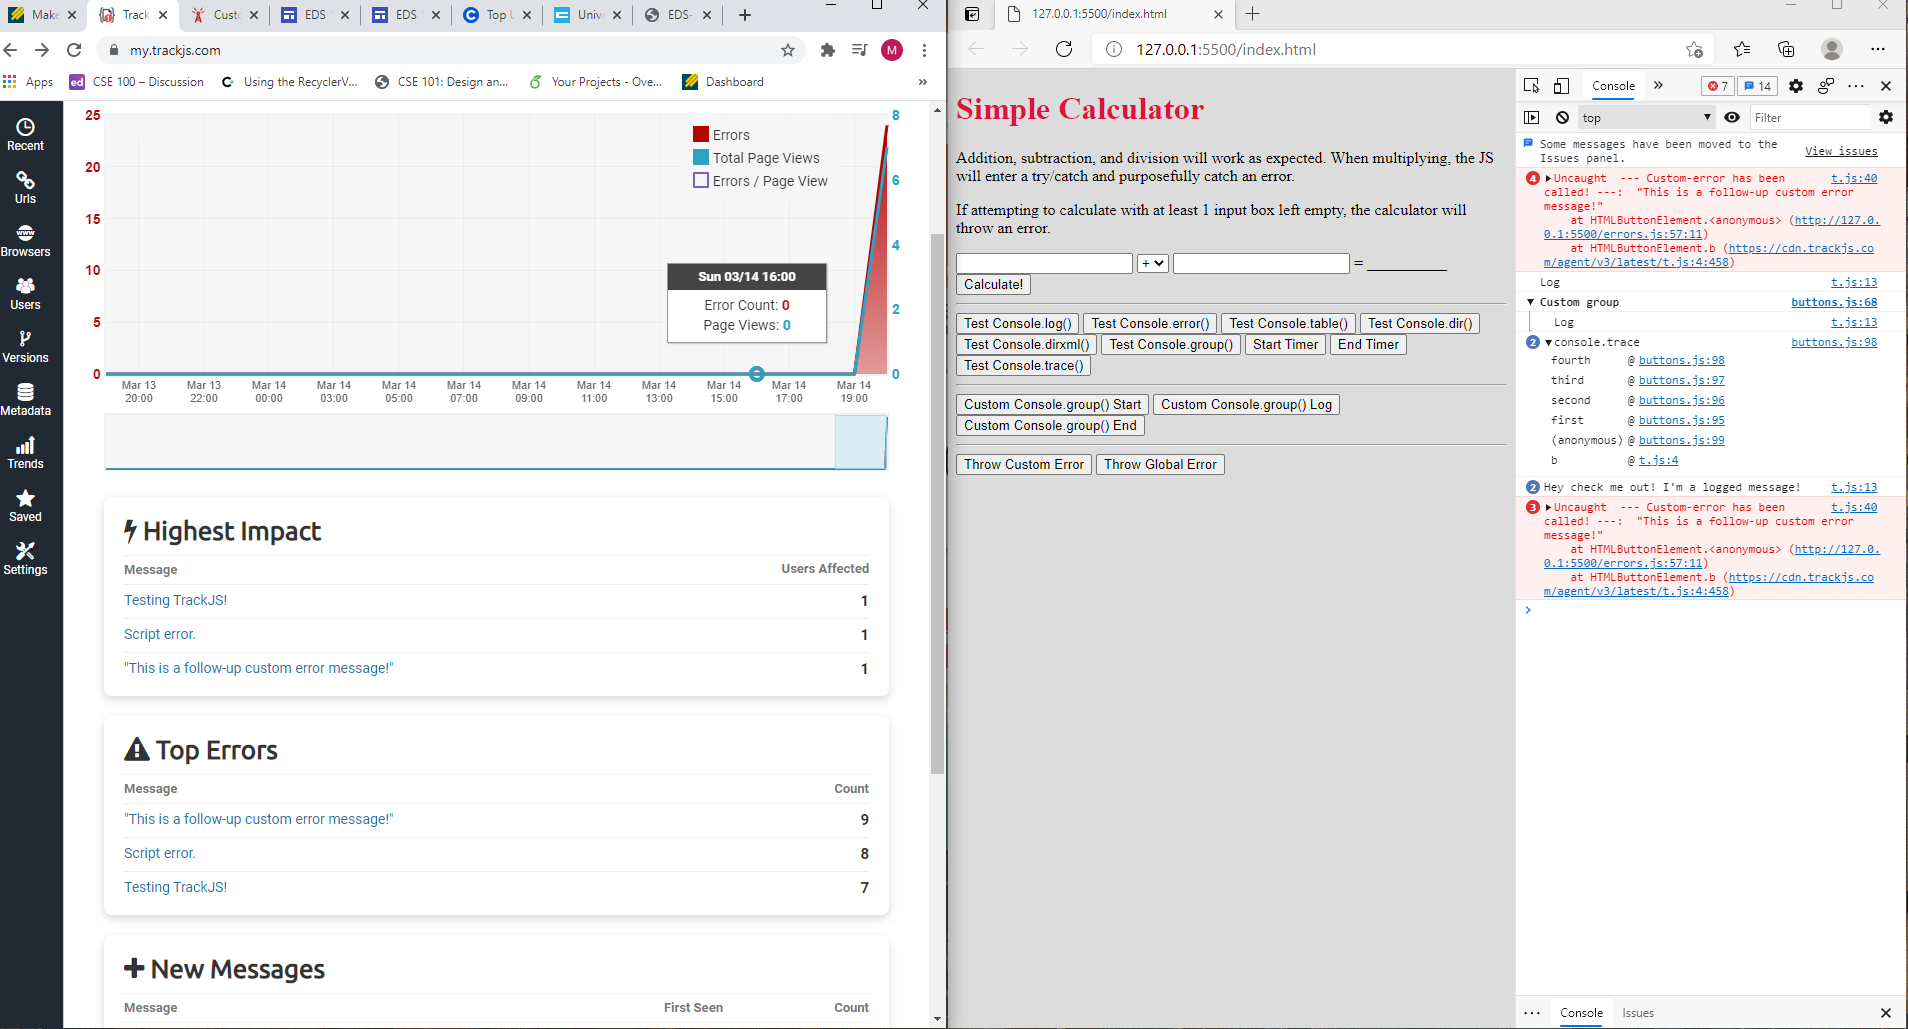 Make
Track
Custo
EDS
EDS
Top U
Unive
EDS-
my.trackjs.com
M
Apps
ed
CSE 100 – Discussion
Using the RecyclerV...
CSE 101: Design an...
Your Projects - Ove...
Dashboard
»
Recent
Urls
Browsers
Users
Versions
Metadata
Trends
Saved
Settings
25
20
15
10
5
0
8
6
4
2
0
Errors
Total Page Views
Errors / Page View
Sun 03/14 16:00
Error Count: 0
Page Views: 0
Mar 13 20:00
Mar 13 22:00
Mar 14 00:00
Mar 14 03:00
Mar 14 05:00
Mar 14 07:00
Mar 14 09:00
Mar 14 11:00
Mar 14 13:00
Mar 14 15:00
Mar 14 17:00
Mar 14 19:00
Highest Impact
Message Users Affected
Testing TrackJS! 1
Script error. 1
"This is a follow-up custom error message!" 1
Top Errors
Message Count
"This is a follow-up custom error message!" 9
Script error. 8
Testing TrackJS! 7
New Messages
Message First Seen Count
127.0.0.1:5500/index.html
127.0.0.1:5500/index.html
Simple Calculator
Addition, subtraction, and division will work as expected. When multiplying, the JS
will enter a try/catch and purposefully catch an error.
If attempting to calculate with at least 1 input box left empty, the calculator will
throw an error.
+ = ___________
Calculate!
Test Console.log() Test Console.error() Test Console.table() Test Console.dir()
Test Console.dirxml() Test Console.group() Start Timer End Timer
Test Console.trace()
Custom Console.group() Start Custom Console.group() Log
Custom Console.group() End
Throw Custom Error Throw Global Error
Console » 7 14
top Filter
Some messages have been moved to the
Issues panel. View issues
4 Uncaught --- Custom-error has been t.js:40
called! ---: "This is a follow-up custom error
message!"
at HTMLButtonElement.<anonymous> (http://127.0.
0.1:5500/errors.js:57:11)
at HTMLButtonElement.b (https://cdn.trackjs.co
m/agent/v3/latest/t.js:4:458)
Log t.js:13
Custom group buttons.js:68
Log t.js:13
2 console.trace buttons.js:98
fourth @ buttons.js:98
third @ buttons.js:97
second @ buttons.js:96
first @ buttons.js:95
(anonymous) @ buttons.js:99
b @ t.js:4
2 Hey check me out! I'm a logged message! t.js:13
3 Uncaught --- Custom-error has been t.js:40
called! ---: "This is a follow-up custom error
message!"
at HTMLButtonElement.<anonymous> (http://127.0.
0.1:5500/errors.js:57:11)
at HTMLButtonElement.b (https://cdn.trackjs.co
m/agent/v3/latest/t.js:4:458)
Console Issues